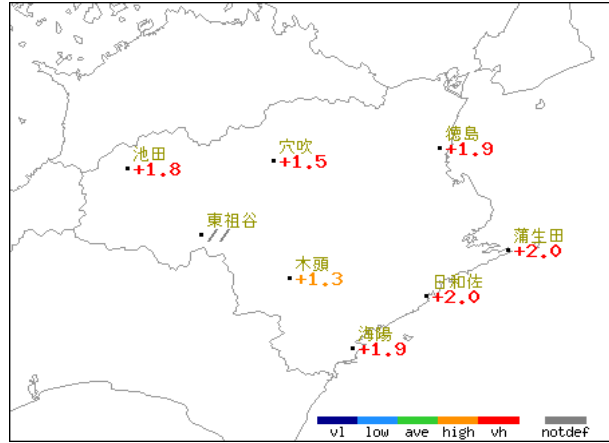 徳島
+1.9
池田
+1.8
穴吹
+1.5
東祖谷
//
蒲生田
+2.0
木頭
+1.3
日和佐
+2.0
海陽
+1.9
vl low ave high vh notdef